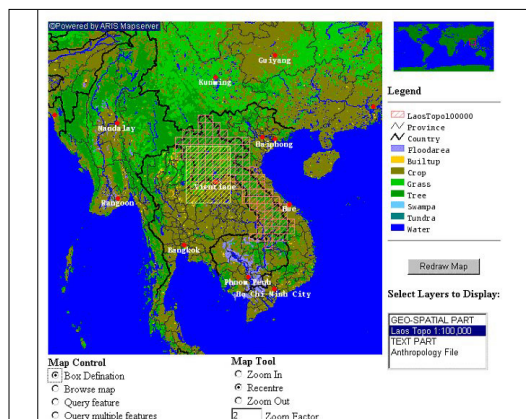 ©Powered by ARIS Mapserver
Guiyang
Kunming
Mandalay
Haiphong
Vientiane
Rangoon
Hue
Bangkok
Phnom Penh
Ho Chi Minh City
Legend
LaosTopo100000
Province
Country
Floodarea
Builtup
Crop
Grass
Tree
Swampa
Tundra
Water
Redraw Map
Select Layers to Display:
GEO-SPATIAL PART
Laos Topo 1:100,000
TEXT PART
Anthropology File
Map Control
Box Defination
Browse map
Query feature
Query multiple features
Map Tool
Zoom In
Recentre
Zoom Out
2 Zoom Factor